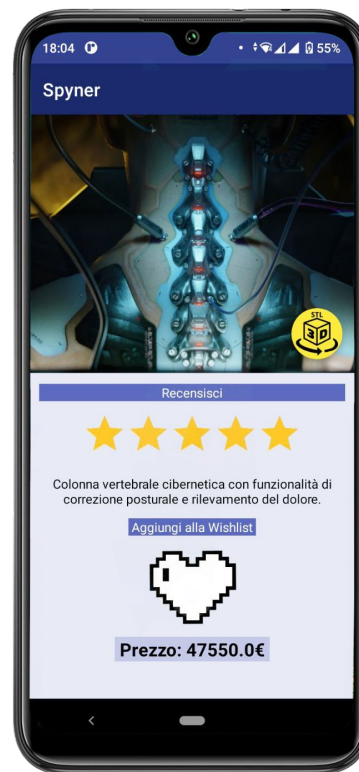 18:04 55%
Spyner
STL
3D
Recensisci
Colonna vertebrale cibernetica con funzionalità di
correzione posturale e rilevamento del dolore.
Aggiungi alla Wishlist
Prezzo: 47550.0€